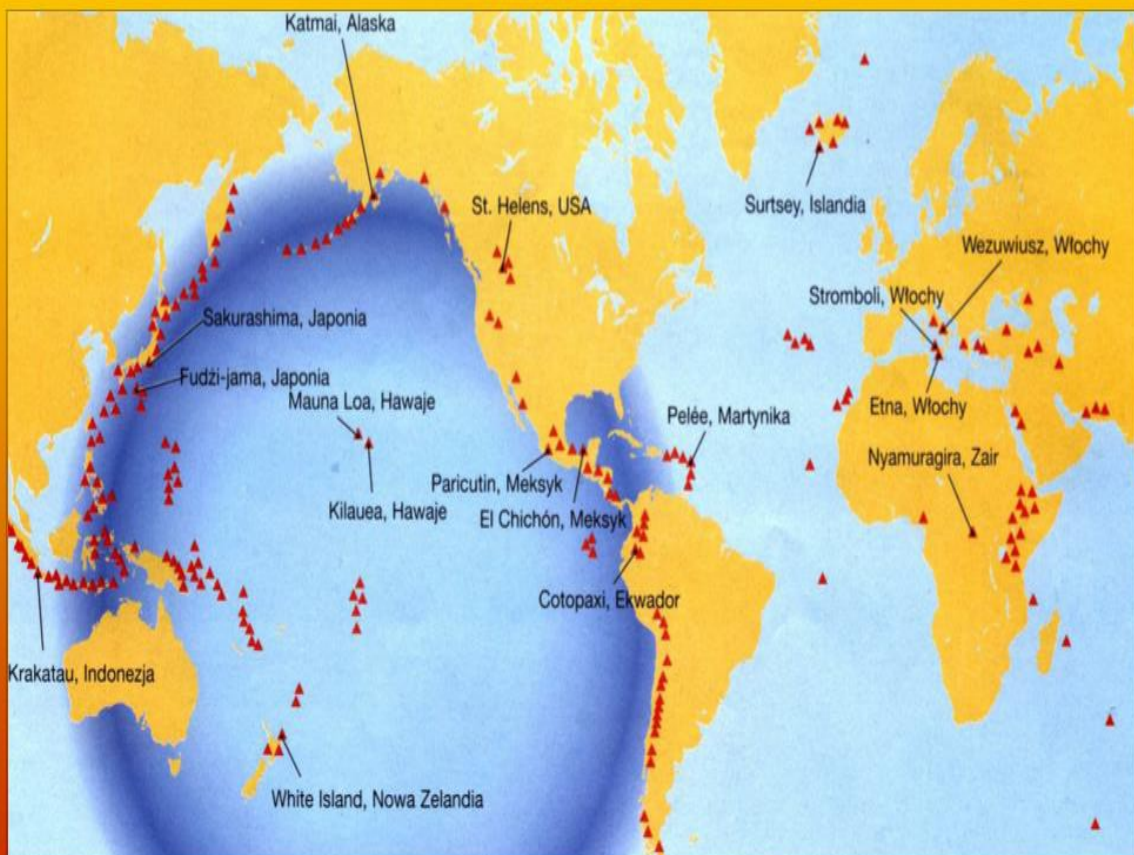 Katmai, Alaska
St. Helens, USA
Surtsey, Islandia
Wezuwiusz, Włochy
Stromboli, Włochy
Sakurashima, Japonia
Fudżi-jama, Japonia
Mauna Loa, Hawaje
Etna, Włochy
Pelée, Martynika
Nyamuragira, Zair
Paricutin, Meksyk
Kilauea, Hawaje
El Chichón, Meksyk
Cotopaxi, Ekwador
Krakatau, Indonezja
White Island, Nowa Zelandia